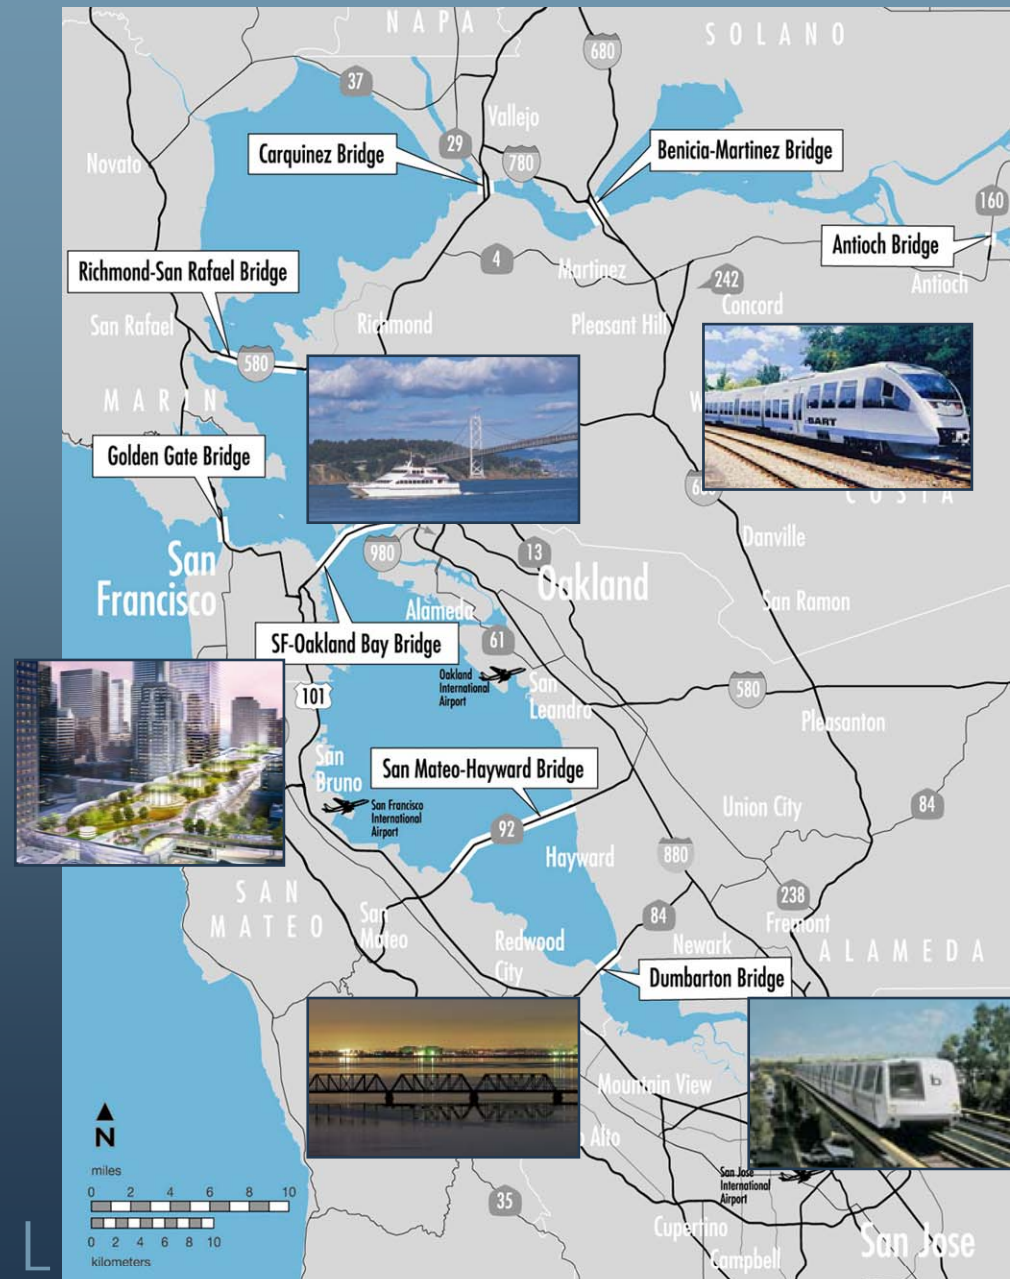 NAPA
SOLANO
680
37
Vallejo
29
Carquinez Bridge
780
Benicia-Martinez Bridge
Novato
160
Antioch Bridge
4
Martinez
Richmond-San Rafael Bridge
242
Antioch
Concord
San Rafael
Richmond
Pleasant Hill
580
MARIN
W
BART
Golden Gate Bridge
COSTA
Danville
980
13
San
Francisco
Oakland
San Ramon
Alameda
SF-Oakland Bay Bridge
61
Oakland
International
Airport
San
Leandro
580
101
Pleasanton
San
Bruno
San Mateo-Hayward Bridge
San Francisco
International
Airport
Union City
84
92
Hayward
880
SAN
MATEO
238
84
San
Mateo
Fremont
Redwood
City
Newark
ALAMEDA
Dumbarton Bridge
b
Mountain View
N
Alto
miles
0 2 4 6 8 10
0 2 4 6 8 10
kilometers
San Jose
International
Airport
35
Cupertino
San Jose
Campbell